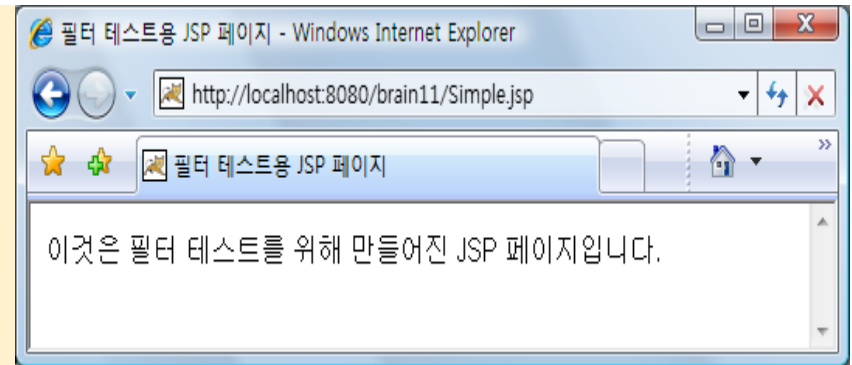 필터 테스트용 JSP 페이지 - Windows Internet Explorer
http://localhost:8080/brain11/Simple.jsp
필터 테스트용 JSP 페이지
이것은 필터 테스트를 위해 만들어진 JSP 페이지입니다.